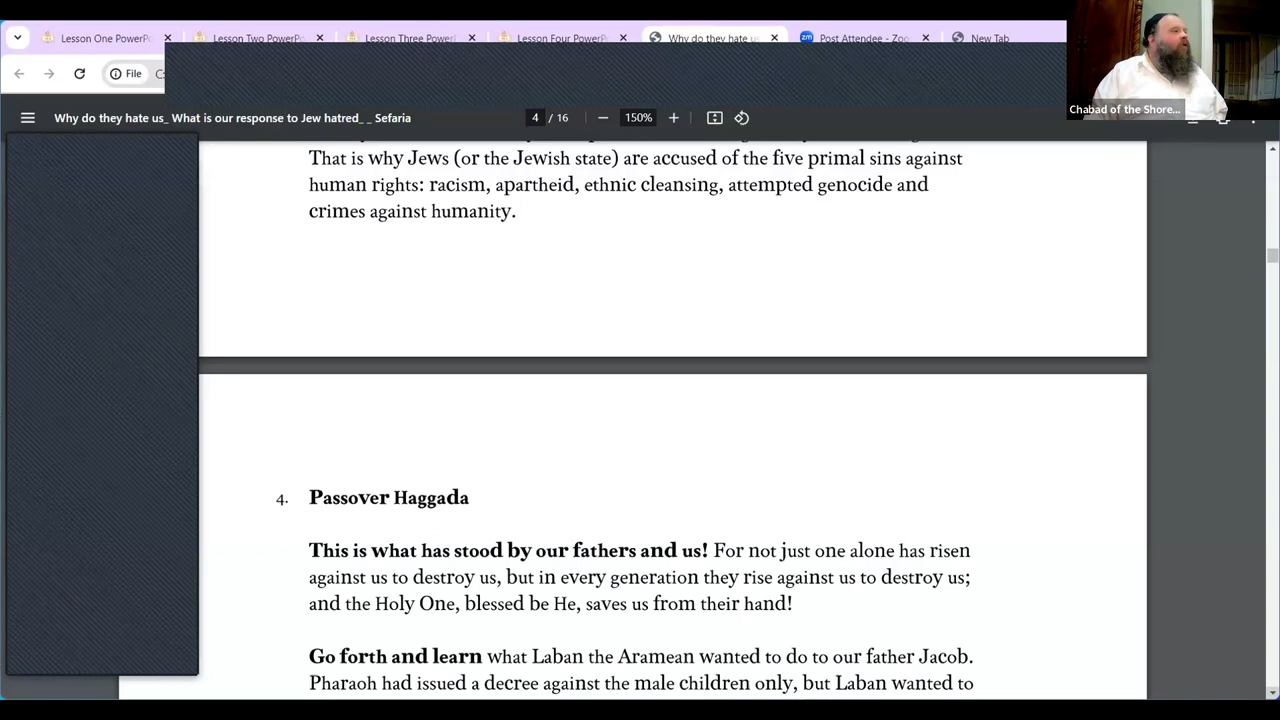 Lesson One PowerP
Lesson Two PowerPo
Lesson Three PowerP
Lesson Four PowerP
Why do they hate us
zm Post Attendee - Zoo
New Tab
File
Why do they hate us_ What is our response to Jew hatred_ _ Sefaria
4 / 16
150%
Chabad of the Shore...
That is why Jews (or the Jewish state) are accused of the five primal sins against
human rights: racism, apartheid, ethnic cleansing, attempted genocide and
crimes against humanity.
4. Passover Haggada
This is what has stood by our fathers and us! For not just one alone has risen
against us to destroy us, but in every generation they rise against us to destroy us;
and the Holy One, blessed be He, saves us from their hand!
Go forth and learn what Laban the Aramean wanted to do to our father Jacob.
Pharaoh had issued a decree against the male children only, but Laban wanted to